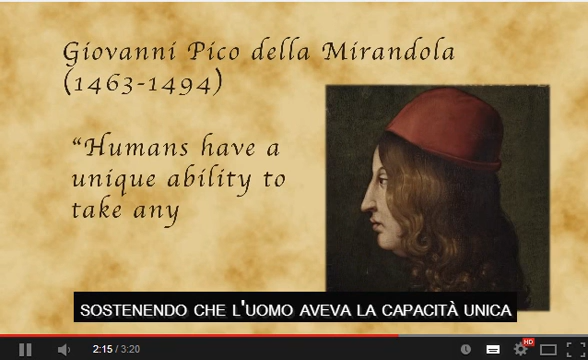 Giovanni Pico della Mirandola
(1463-1494)
“Humans have a
unique ability to
take any
SOSTENENDO CHE L'UOMO AVEVA LA CAPACITÀ UNICA
2:15 / 3:20
HD